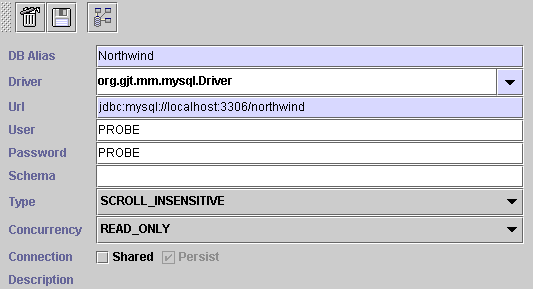 DB Alias Northwind
Driver org.gjt.mm.mysql.Driver
Url jdbc:mysql://localhost:3306/northwind
User PROBE
Password PROBE
Schema
Type SCROLL_INSENSITIVE
Concurrency READ_ONLY
Connection Shared Persist
Description